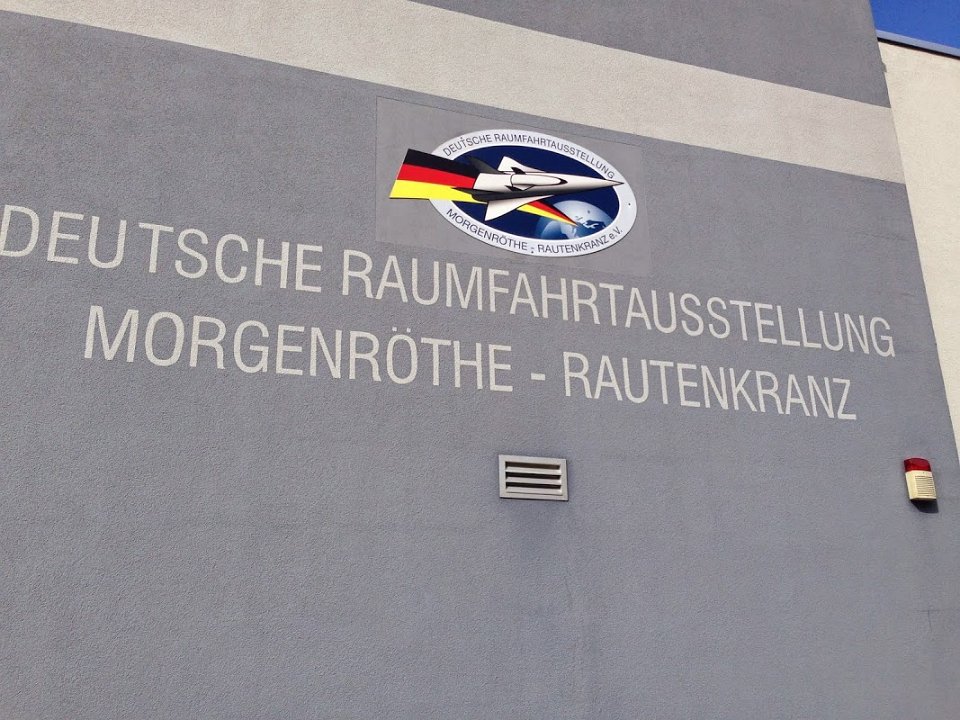 DEUTSCHE RAUMFAHRTAUSSTELLUNG
MORGENRÖTHE - RAUTENKRANZ e.V.
DEUTSCHE RAUMFAHRTAUSSTELLUNG
MORGENRÖTHE - RAUTENKRANZ